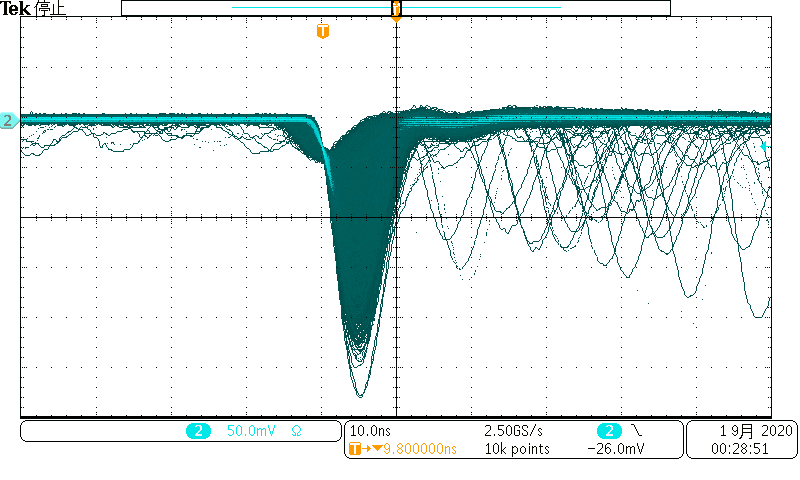 Tek 停止
T
T
2
2 50.0mV Ω
10.0ns 2.50GS/s 2
T→▼9.800000ns 10k points -26.0mV
1 9月 2020
00:28:51